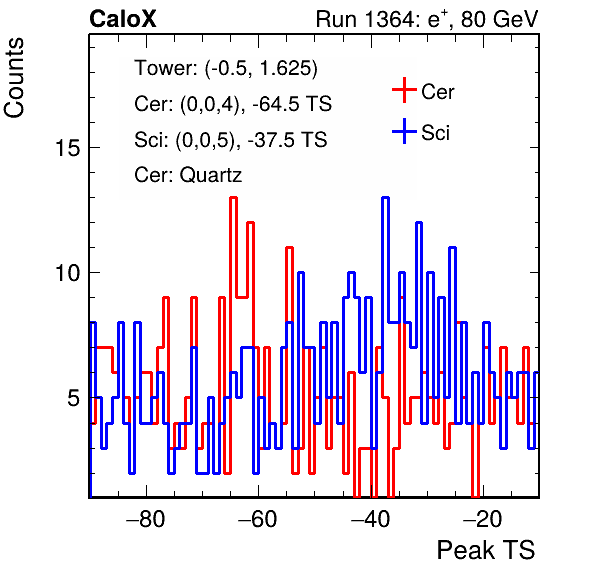 CaloX Run 1364: e+, 80 GeV
Counts
Tower: (-0.5, 1.625)
Cer: (0,0,4), -64.5 TS
Sci: (0,0,5), -37.5 TS
Cer: Quartz
Cer
Sci
15
10
5
−80 −60 −40 −20
Peak TS